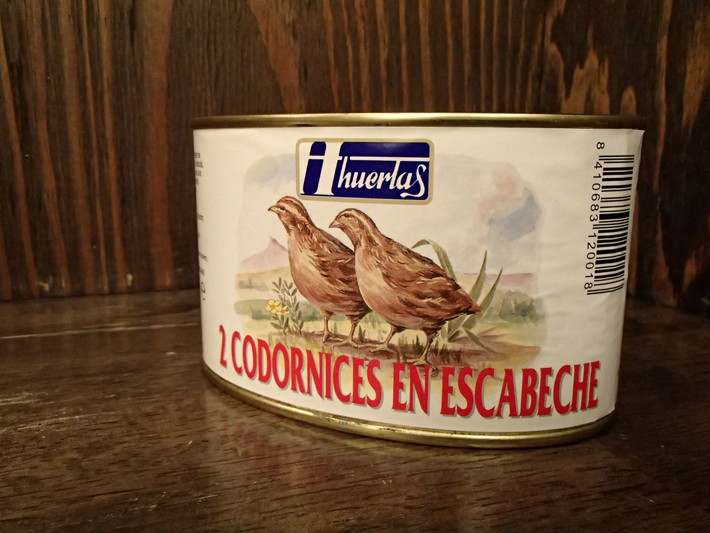 huertas
2 CODORNICES EN ESCABECHE
8 410683 120018